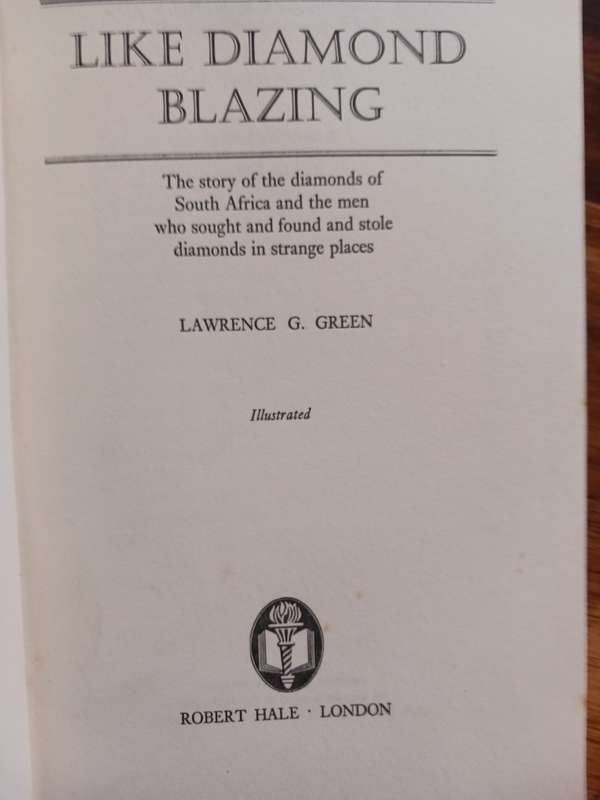 LIKE DIAMOND
BLAZING
The story of the diamonds of
South Africa and the men
who sought and found and stole
diamonds in strange places
LAWRENCE G. GREEN
Illustrated
ROBERT HALE · LONDON